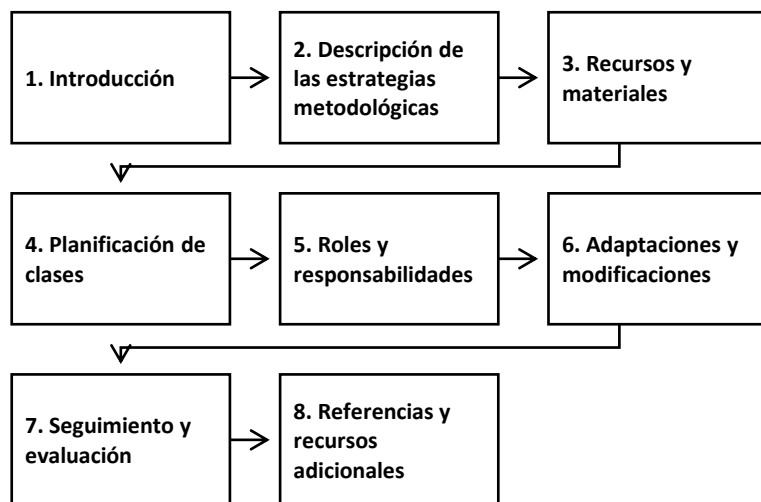 1. Introducción
2. Descripción de
las estrategias
metodológicas
3. Recursos y
materiales
4. Planificación de
clases
5. Roles y
responsabilidades
6. Adaptaciones y
modificaciones
7. Seguimiento y
evaluación
8. Referencias y
recursos
adicionales